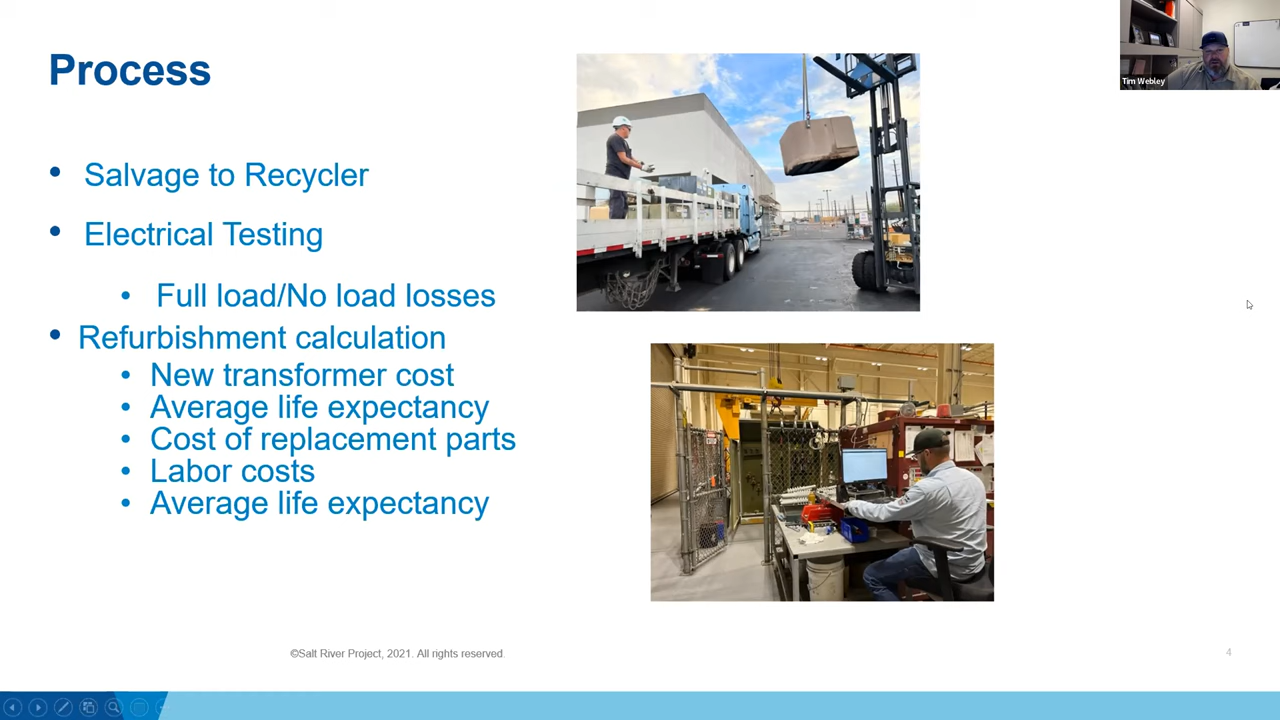 Process
Tim Webley
• Salvage to Recycler
• Electrical Testing
• Full load/No load losses
• Refurbishment calculation
• New transformer cost
• Average life expectancy
• Cost of replacement parts
• Labor costs
• Average life expectancy
©Salt River Project, 2021. All rights reserved.
4